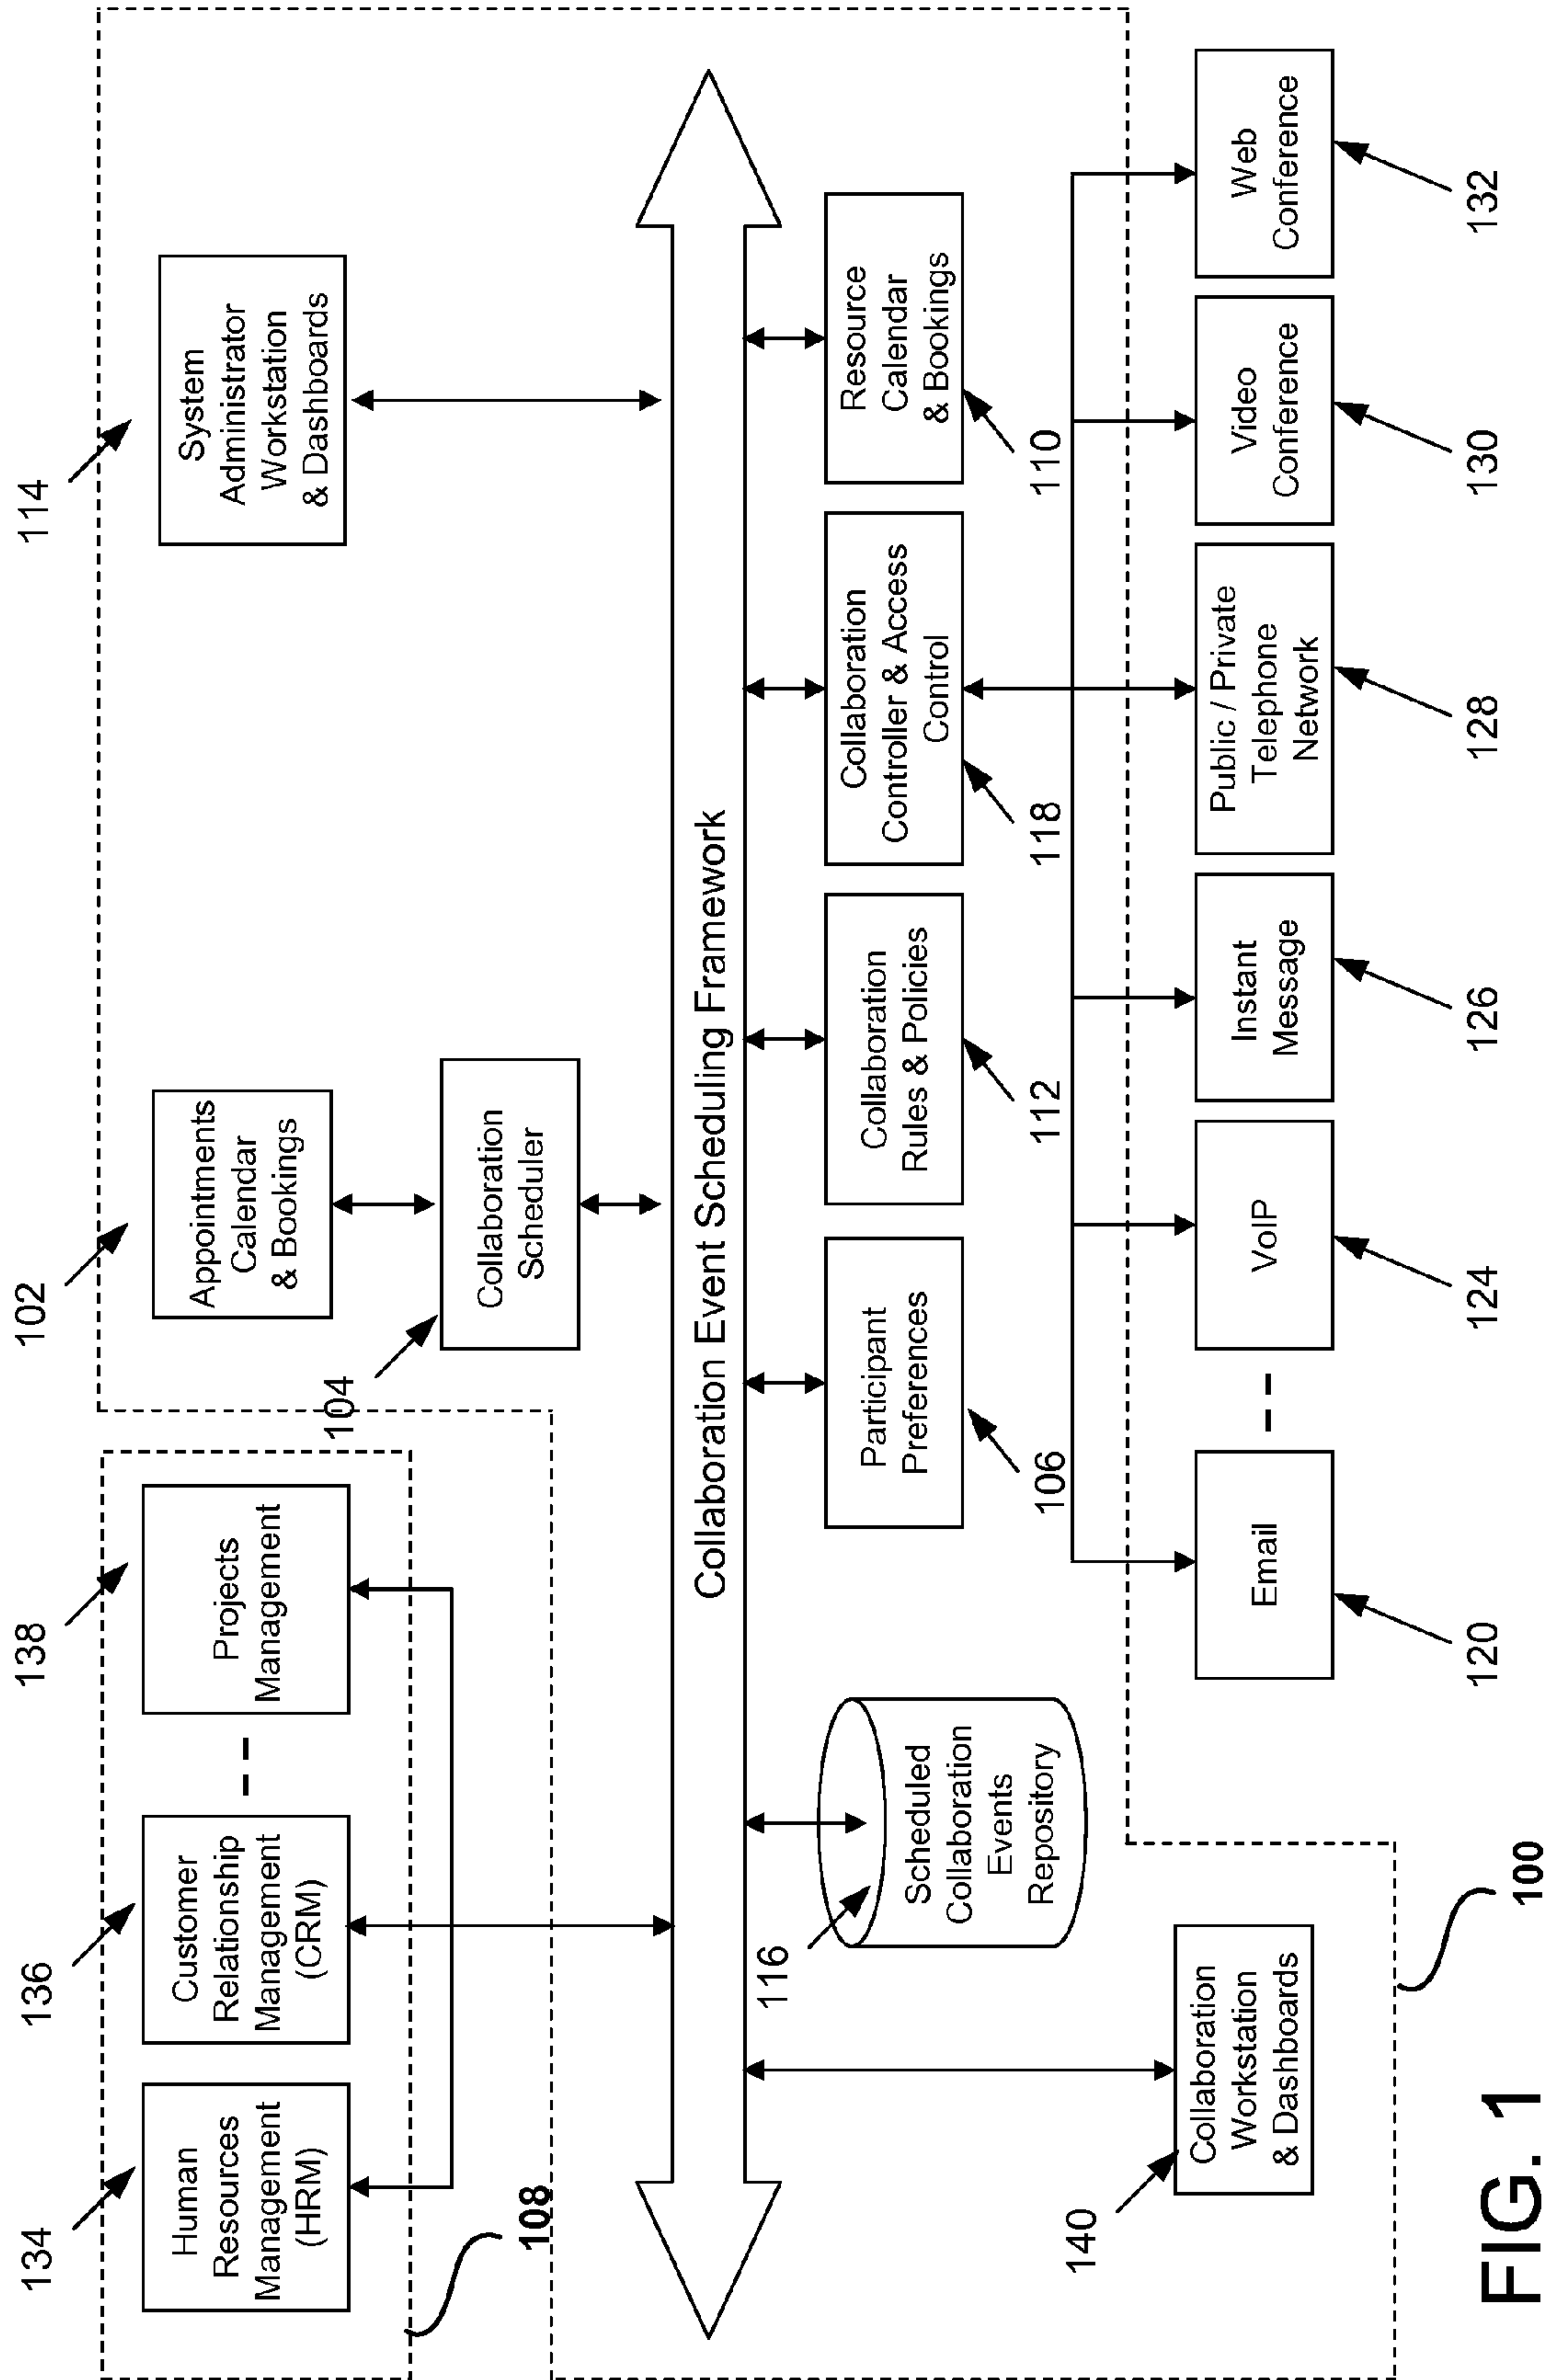 134
136
138
102
114
Human
Resources
Management
(HRM)
Customer
Relationship
Management
(CRM)
Projects
Management
Appointments
Calendar
& Bookings
System
Administrator
Workstation
& Dashboards
108
104
Collaboration
Scheduler
Collaboration Event Scheduling Framework
116
Scheduled
Collaboration
Events
Repository
Participant
Preferences
106
Collaboration
Rules & Policies
112
Collaboration
Controller & Access
Control
118
Resource
Calendar
& Bookings
110
140
Collaboration
Workstation
& Dashboards
Email
VoIP
Instant
Message
Public / Private
Telephone
Network
Video
Conference
Web
Conference
120
124
126
128
130
132
100
FIG. 1